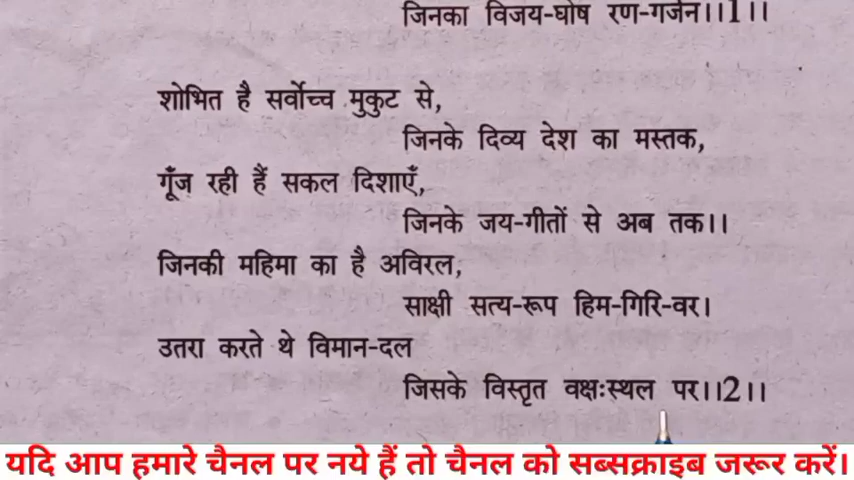 जिनका विजय-घोष रण-गर्जन।।1।।
शोभित है सर्वोच्च मुकुट से,
जिनके दिव्य देश का मस्तक,
गूँज रही हैं सकल दिशाएँ,
जिनके जय-गीतों से अब तक।।
जिनकी महिमा का है अविरल,
साक्षी सत्य-रूप हिम-गिरि-वर।
उतरा करते थे विमान-दल
जिसके विस्तृत वक्षःस्थल पर।।2।।
यदि आप हमारे चैनल पर नये हैं तो चैनल को सब्सक्राइब जरूर करें।